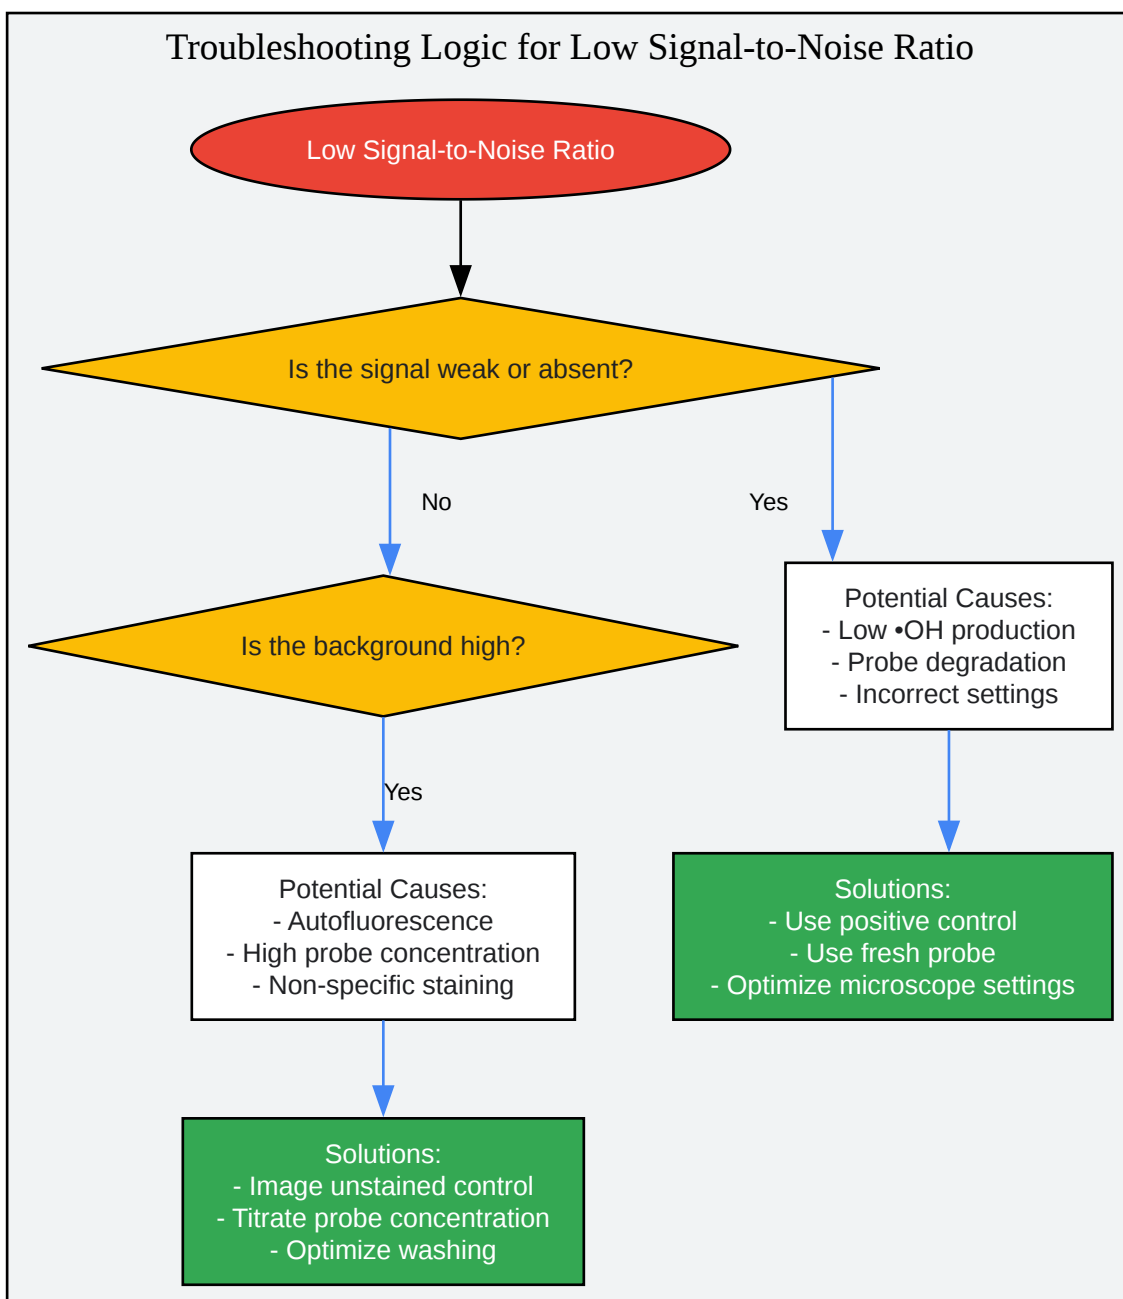 Troubleshooting Logic for Low Signal-to-Noise Ratio
Low Signal-to-Noise Ratio
Is the signal weak or absent?
No
Yes
Is the background high?
Potential Causes:
- Low •OH production
- Probe degradation
- Incorrect settings
Yes
Potential Causes:
- Autofluorescence
- High probe concentration
- Non-specific staining
Solutions:
- Use positive control
- Use fresh probe
- Optimize microscope settings
Solutions:
- Image unstained control
- Titrate probe concentration
- Optimize washing